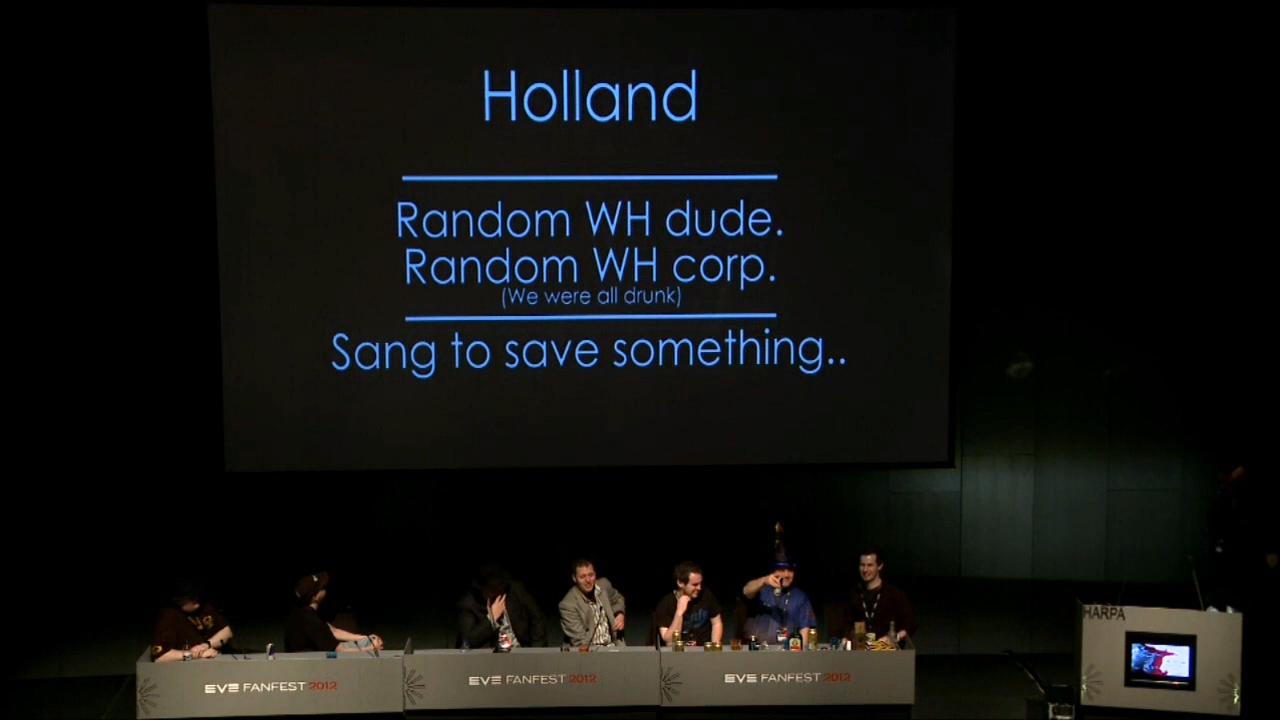 Holland
Random WH dude.
Random WH corp.
(We were all drunk)
Sang to save something..
EVE FANFEST 2012
EVE FANFEST 2012
EVE FANFEST 2012
HARPA